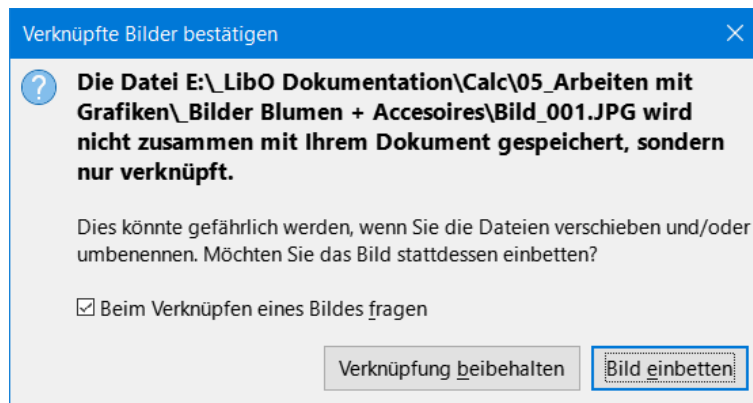 Verknüpfte Bilder bestätigen
Die Datei E:\_LibO Dokumentation\Calc\05_Arbeiten mit
Grafiken\_Bilder Blumen + Accesoires\Bild_001.JPG wird
nicht zusammen mit Ihrem Dokument gespeichert, sondern
nur verknüpft.
Dies könnte gefährlich werden, wenn Sie die Dateien verschieben und/oder
umbenennen. Möchten Sie das Bild stattdessen einbetten?
Beim Verknüpfen eines Bildes fragen
Verknüpfung beibehalten Bild einbetten